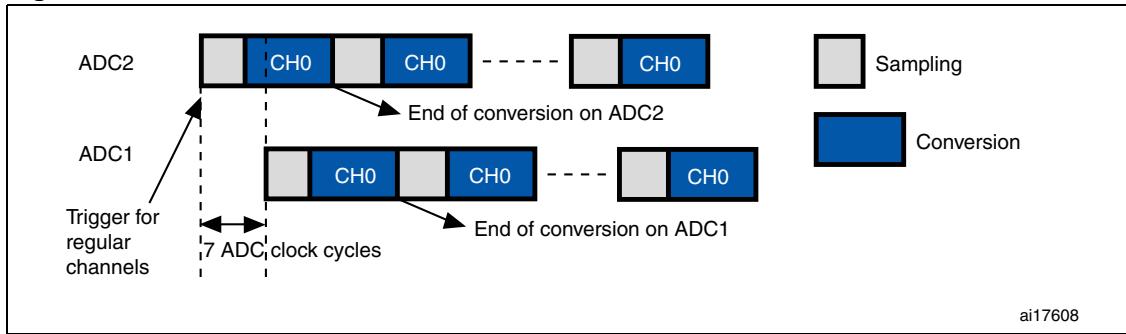 ADC2
CH0
CH0
CH0
Sampling
End of conversion on ADC2
Conversion
ADC1
CH0
CH0
CH0
Trigger for
regular
channels
End of conversion on ADC1
7 ADC clock cycles
ai17608